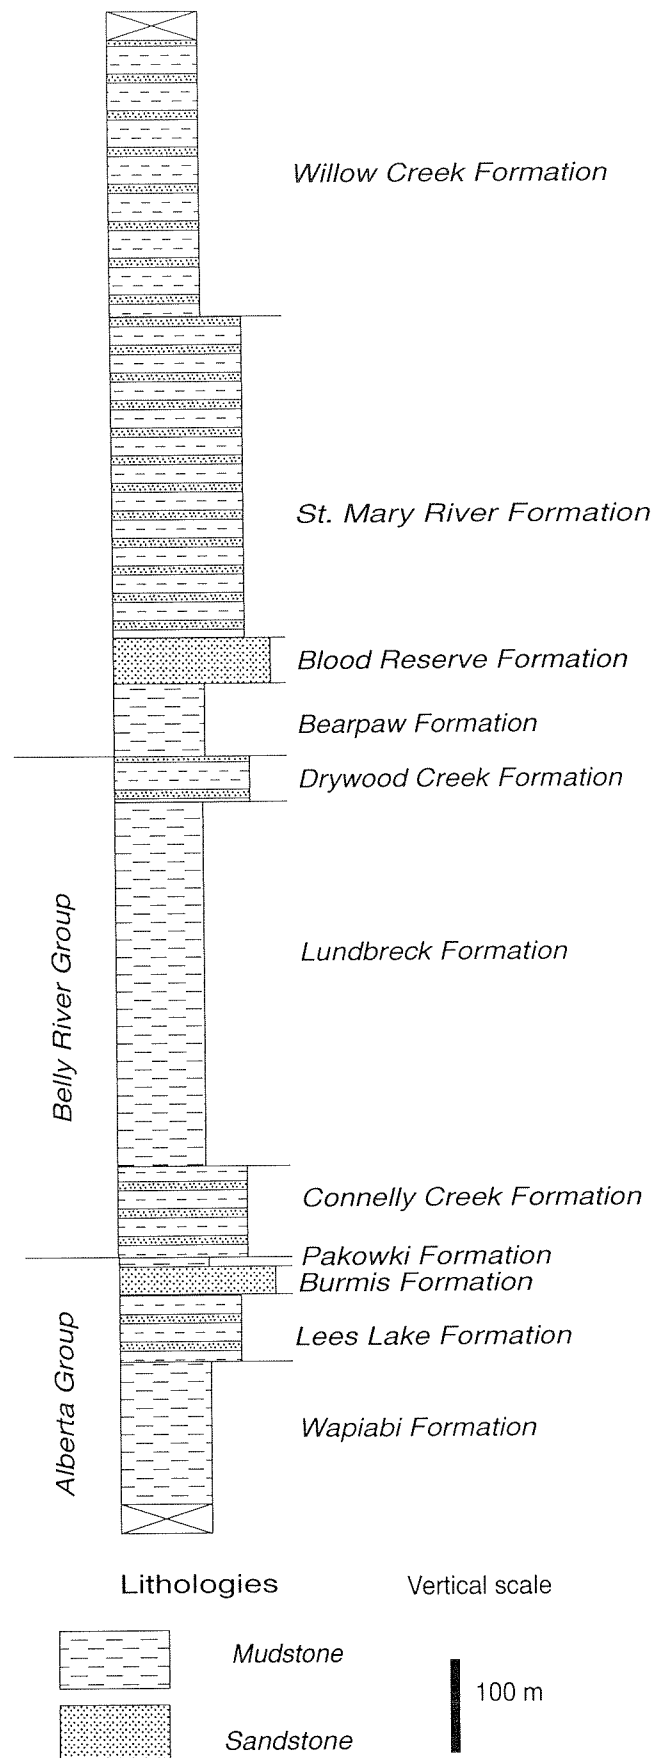 Willow Creek Formation
St. Mary River Formation
Blood Reserve Formation
Bearpaw Formation
Drywood Creek Formation
Belly River Group
Lundbreck Formation
Connelly Creek Formation
Pakowki Formation
Burmis Formation
Alberta Group
Lees Lake Formation
Wapiabi Formation
Lithologies
Vertical scale
Mudstone
100 m
Sandstone